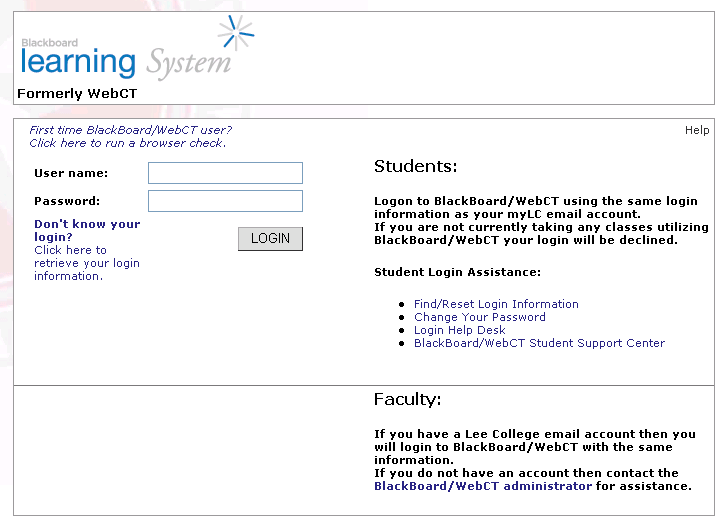 Blackboard
learning System
Formerly WebCT
First time BlackBoard/WebCT user?
Click here to run a browser check.
Help
User name:
Password:
Don't know your
login?
Click here to
retrieve your login
information.
LOGIN
Students:
Logon to BlackBoard/WebCT using the same login
information as your myLC email account.
If you are not currently taking any classes utilizing
BlackBoard/WebCT your login will be declined.
Student Login Assistance:
• Find/Reset Login Information
• Change Your Password
• Login Help Desk
• BlackBoard/WebCT Student Support Center
Faculty:
If you have a Lee College email account then you
will login to BlackBoard/WebCT with the same
information.
If you do not have an account then contact the
BlackBoard/WebCT administrator for assistance.